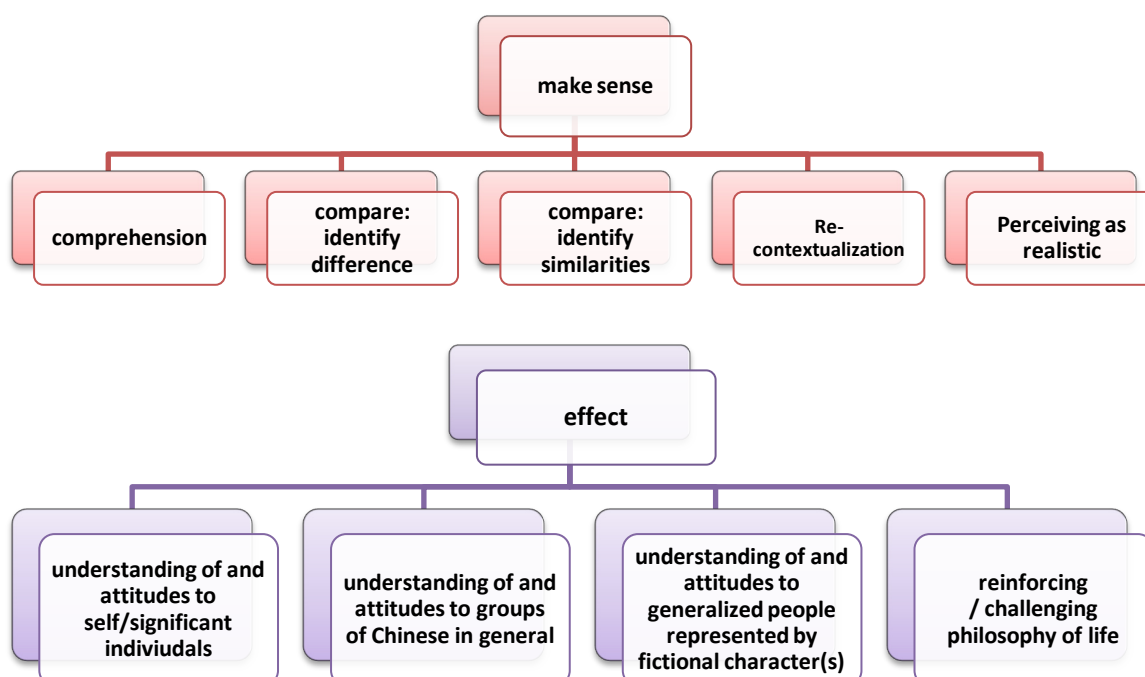 make sense
comprehension
compare:
identify
difference
compare:
identify
similarities
Re-
contextualization
Perceiving as
realistic
effect
understanding of and
attitudes to
self/significant
indiviudals
understanding of and
attitudes to groups
of Chinese in general
understanding of and
attitudes to
generalized people
represented by
fictional character(s)
reinforcing
/ challenging
philosophy of life